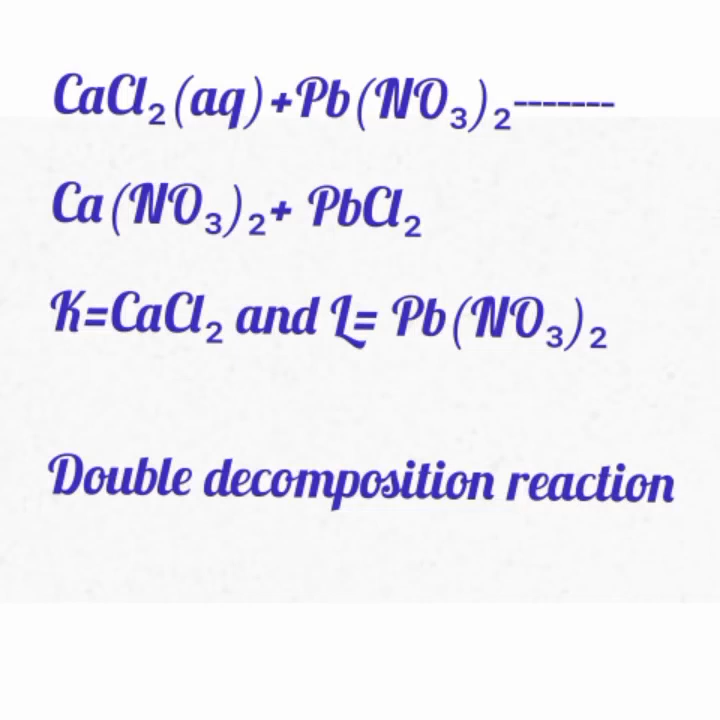 CaCl₂(aq)+Pb(NO₃)₂-------
Ca(NO₃)₂+ PbCl₂
K=CaCl₂ and L= Pb(NO₃)₂
Double decomposition reaction